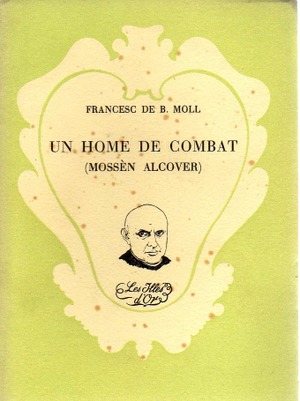 FRANCESC DE B. MOLL
UN HOME DE COMBAT
(MOSSÈN ALCOVER)
Les Illes
d'Or